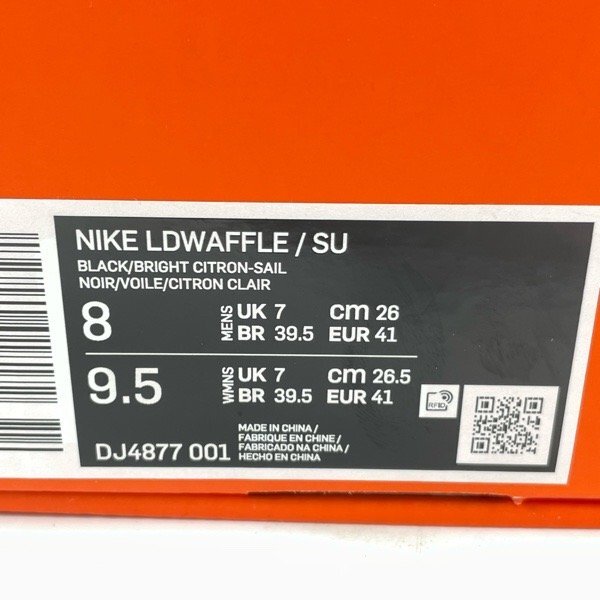 NIKE LDWAFFLE / SU
BLACK/BRIGHT CITRON-SAIL
NOIR/VOILE/CITRON CLAIR
8 MENS UK 7 cm 26
BR 39.5 EUR 41
9.5 WMNS UK 7 cm 26.5
BR 39.5 EUR 41
RFID
DJ4877 001
MADE IN CHINA /
FABRIQUE EN CHINE /
FABRICADO NA CHINA /
HECHO EN CHINA